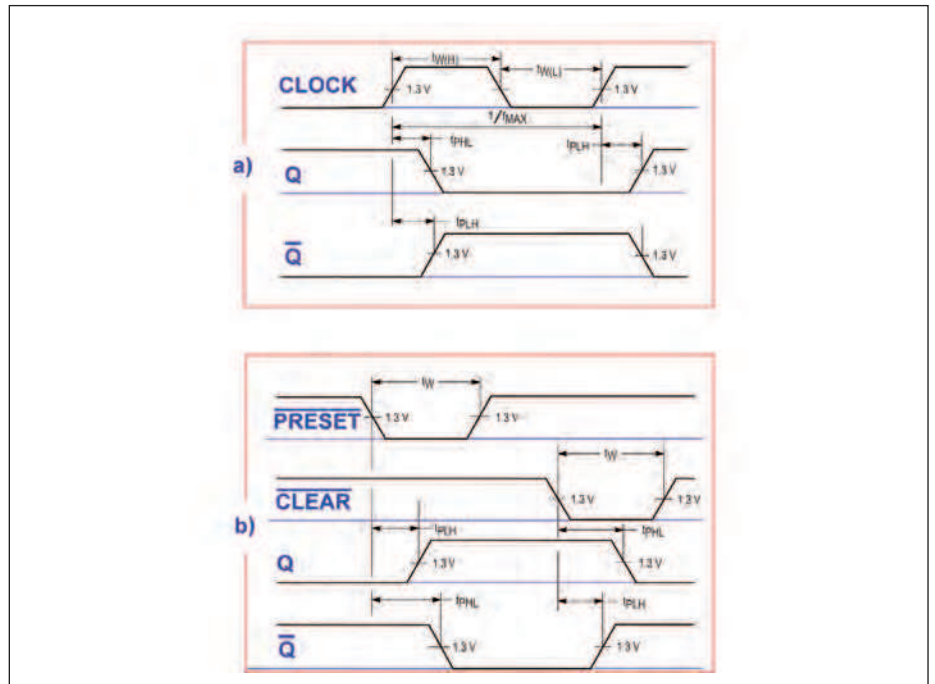 tW(H)
tW(L)
CLOCK
1.3 V
1.3 V
1/fMAX
tPHL
tPLH
a)
Q
1.3 V
1.3 V
tPLH
Q̅
1.3 V
1.3 V
tW
P̅R̅E̅S̅E̅T̅
1.3 V
1.3 V
tW
C̅L̅E̅A̅R̅
1.3 V
1.3 V
b)
tPLH
tPHL
Q
1.3 V
1.3 V
tPHL
tPLH
Q̅
1.3 V
1.3 V